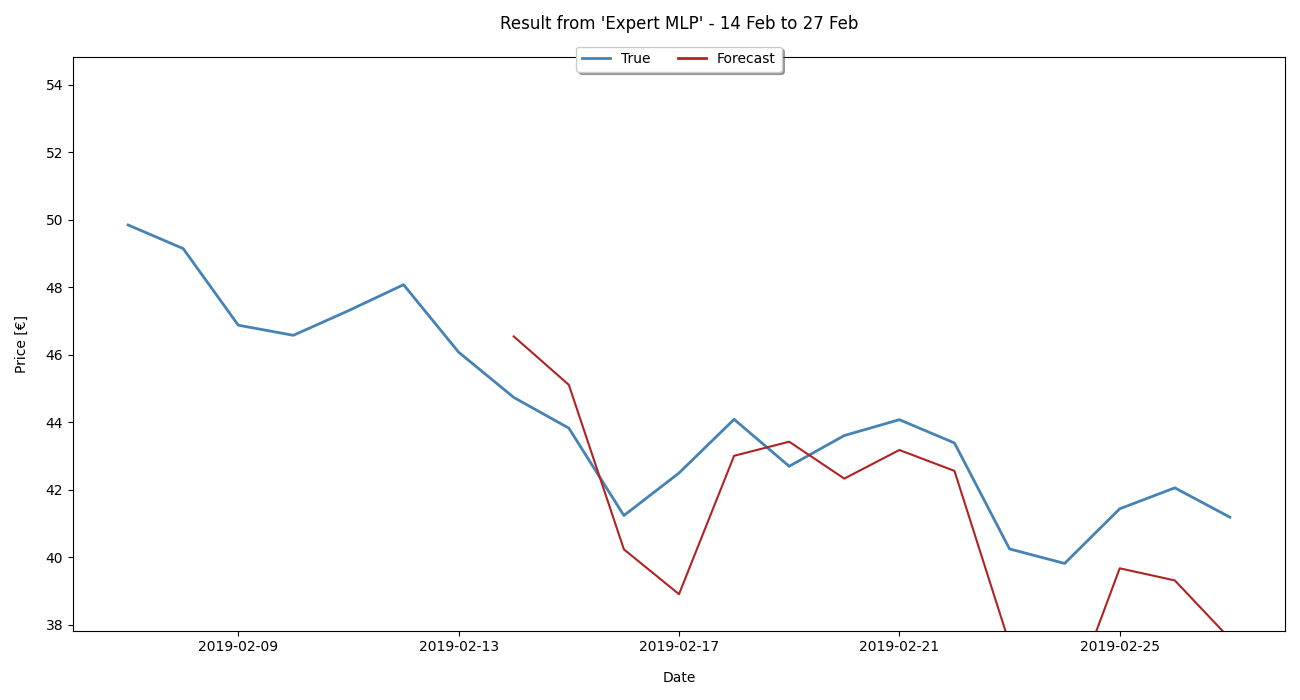 Result from 'Expert MLP' - 14 Feb to 27 Feb
True Forecast
54
52
50
48
46
44
42
40
38
Price [€]
2019-02-09 2019-02-13 2019-02-17 2019-02-21 2019-02-25
Date